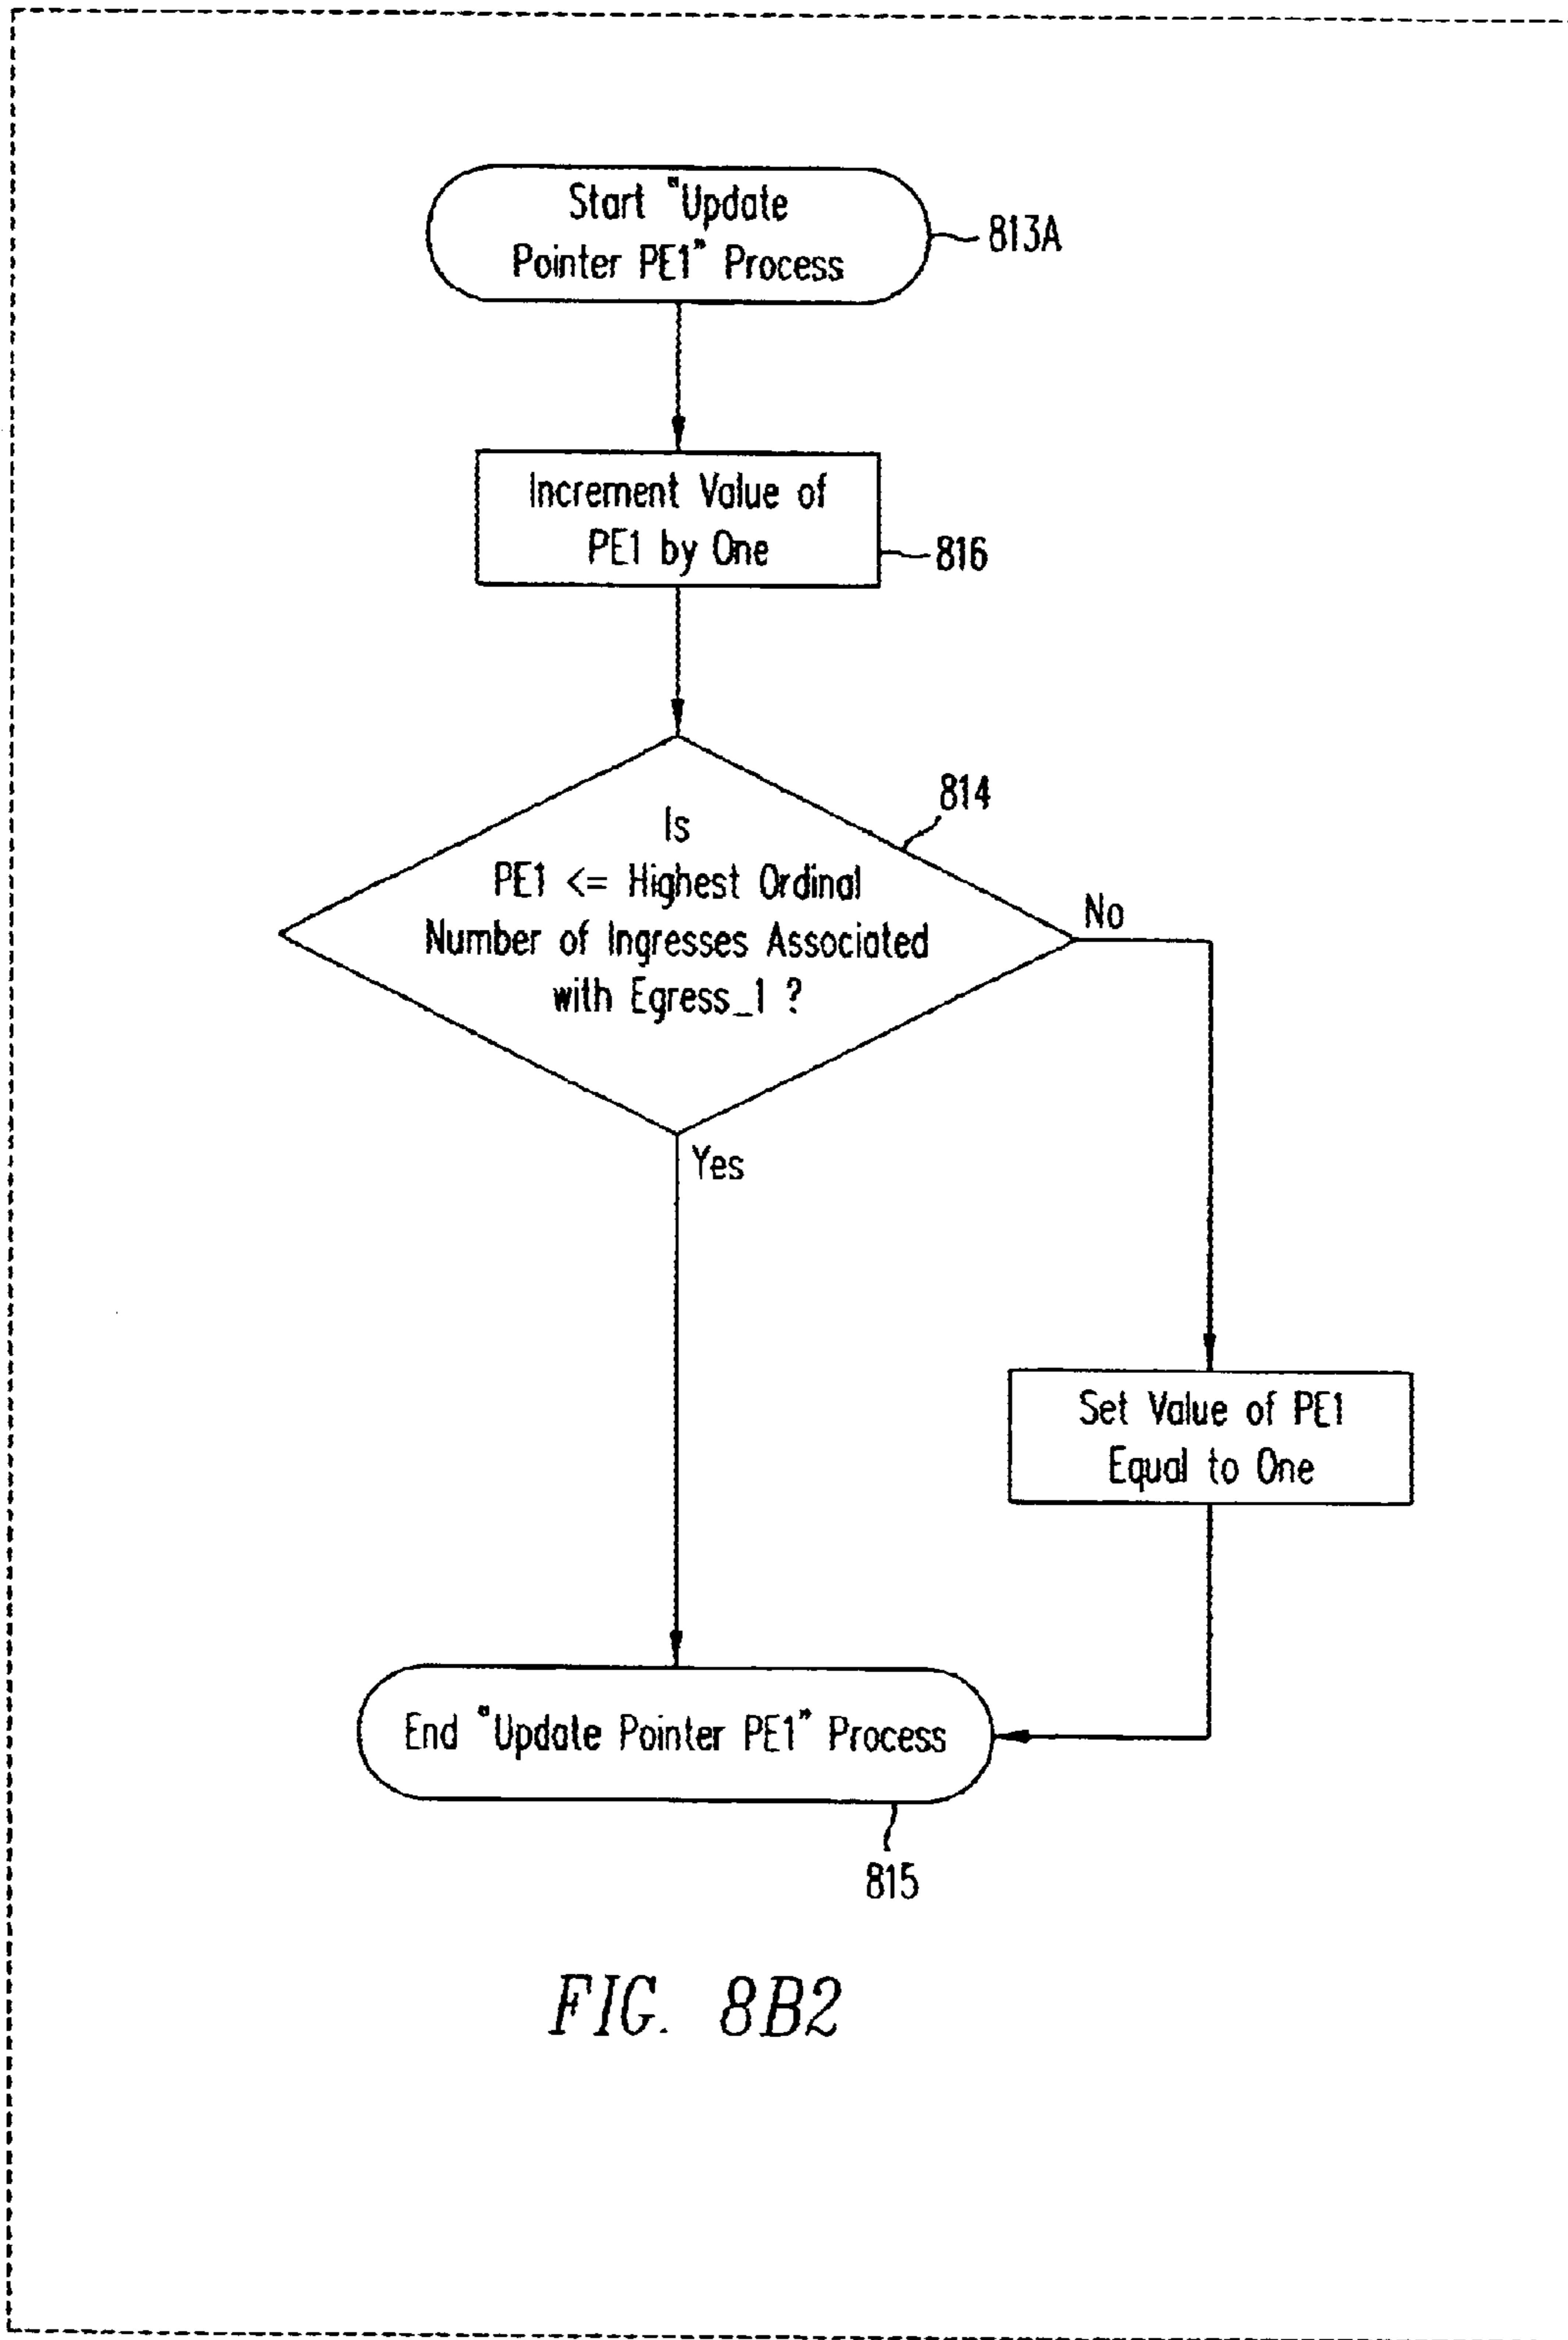 Start "Update
Pointer PE1" Process
813A
Increment Value of
PE1 by One
816
814
Is
PE1 <= Highest Ordinal
Number of Ingresses Associated
with Egress_1 ?
No
Yes
Set Value of PE1
Equal to One
End "Update Pointer PE1" Process
815
FIG. 8B2